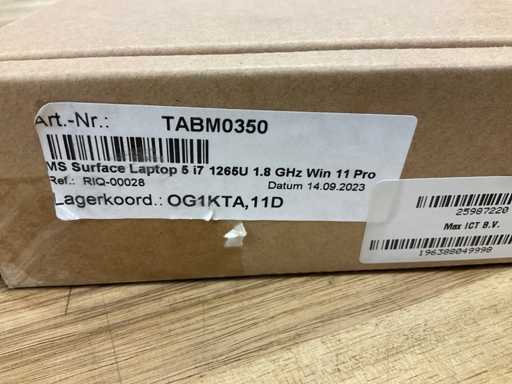 Art.-Nr.: TABM0350
MS Surface Laptop 5 i7 1265U 1.8 GHz Win 11 Pro
Ref.: RIQ-00028 Datum 14.09.2023
Lagerkoord.: OG1KTA,11D
25987220
Max ICT B.V.
196388049998